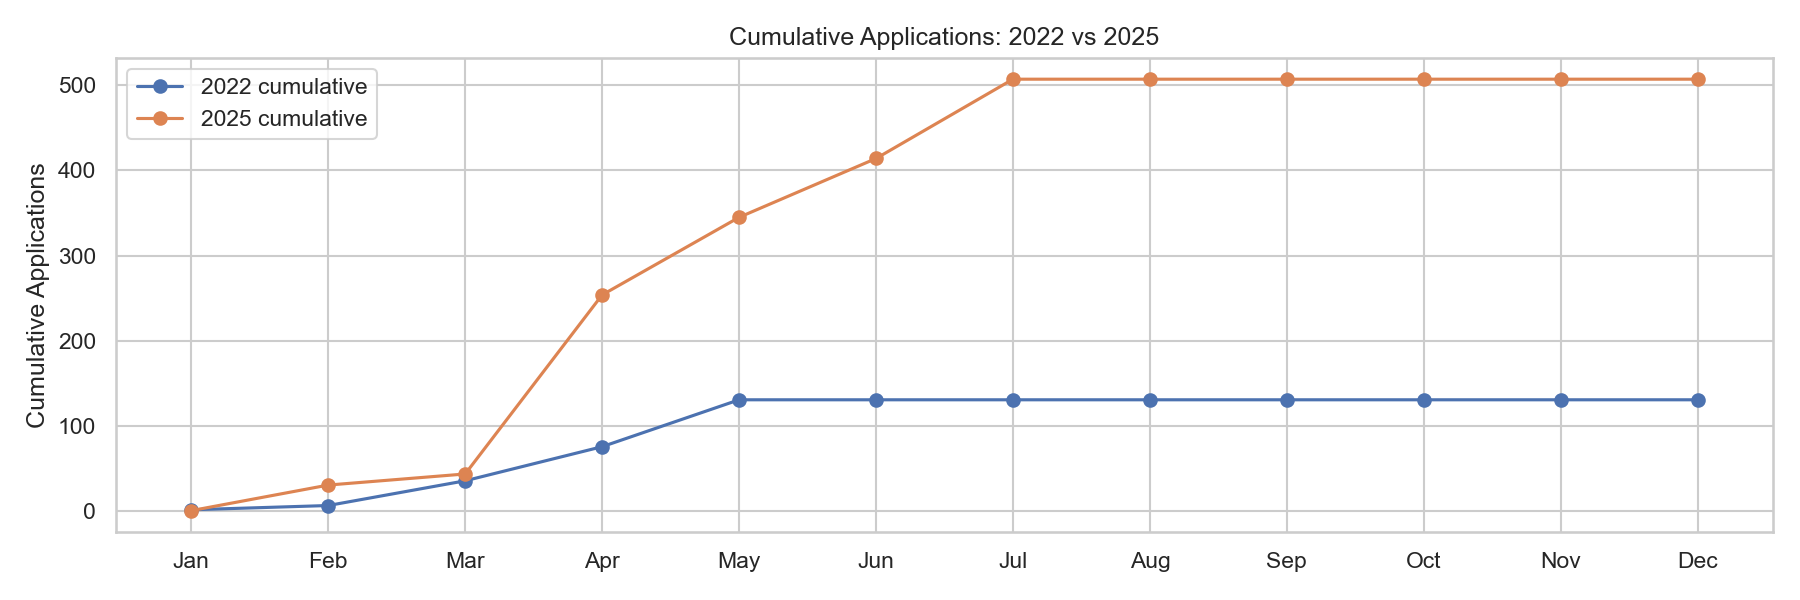 Cumulative Applications: 2022 vs 2025
2022 cumulative
2025 cumulative
Cumulative Applications
500
400
300
200
100
0
Jan Feb Mar Apr May Jun Jul Aug Sep Oct Nov Dec